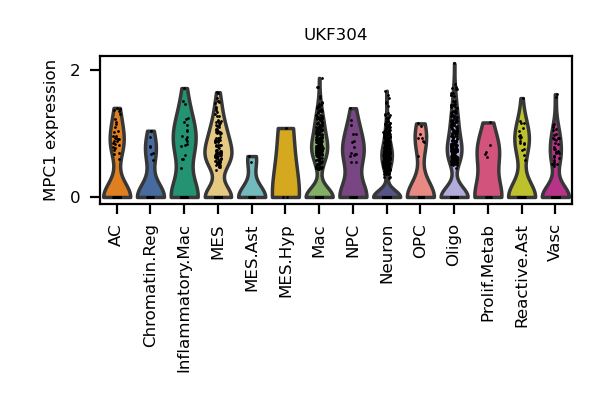 UKF304
MPC1 expression
2
0
AC
Chromatin.Reg
Inflammatory.Mac
MES
MES.Ast
MES.Hyp
Mac
NPC
Neuron
OPC
Oligo
Prolif.Metab
Reactive.Ast
Vasc